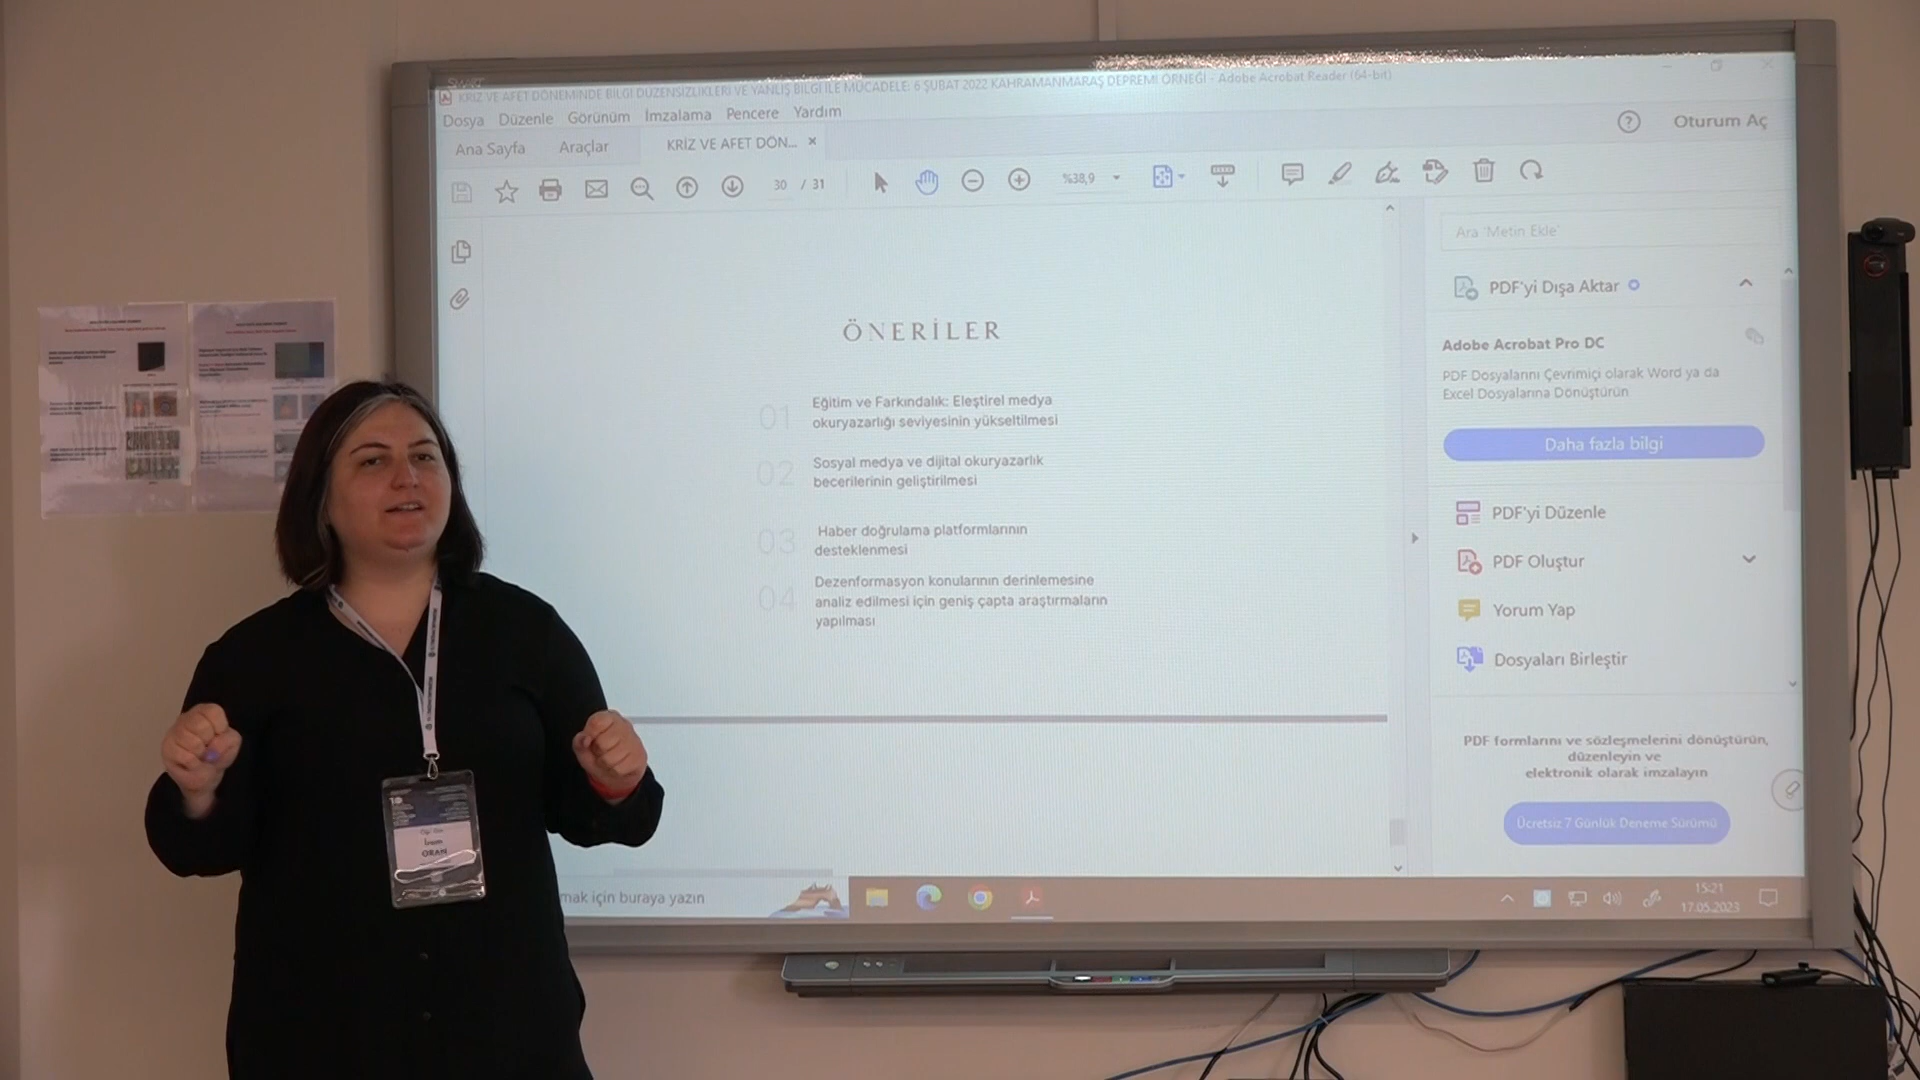 SMART
KRİZ VE AFET DÖNEMİNDE BİLGİ DÜZENSİZLİKLERİ VE YANLIŞ BİLGİ İLE MÜCADELE: 6 ŞUBAT 2022 KAHRAMANMARAŞ DEPREMİ ÖRNEĞİ - Adobe Acrobat Reader (64-bit)
Dosya Düzenle Görünüm İmzalama Pencere Yardım
Ana Sayfa Araçlar KRİZ VE AFET DÖN... ×
Oturum Aç
30 / 31
%38,9
Ara 'Metin Ekle'
ÖNERİLER
01 Eğitim ve Farkındalık: Eleştirel medya
okuryazarlığı seviyesinin yükseltilmesi
02 Sosyal medya ve dijital okuryazarlık
becerilerinin geliştirilmesi
03 Haber doğrulama platformlarının
desteklenmesi
04 Dezenformasyon konularının derinlemesine
analiz edilmesi için geniş çapta araştırmaların
yapılması
PDF'yi Dışa Aktar
Adobe Acrobat Pro DC
PDF Dosyalarını Çevrimiçi olarak Word ya da
Excel Dosyalarına Dönüştürün
Daha fazla bilgi
PDF'yi Düzenle
PDF Oluştur
Yorum Yap
Dosyaları Birleştir
PDF formlarını ve sözleşmelerini dönüştürün,
düzenleyin ve
elektronik olarak imzalayın
Ücretsiz 7 Günlük Deneme Sürümü
mak için buraya yazın
15:21
17.05.2023
10
ORAN